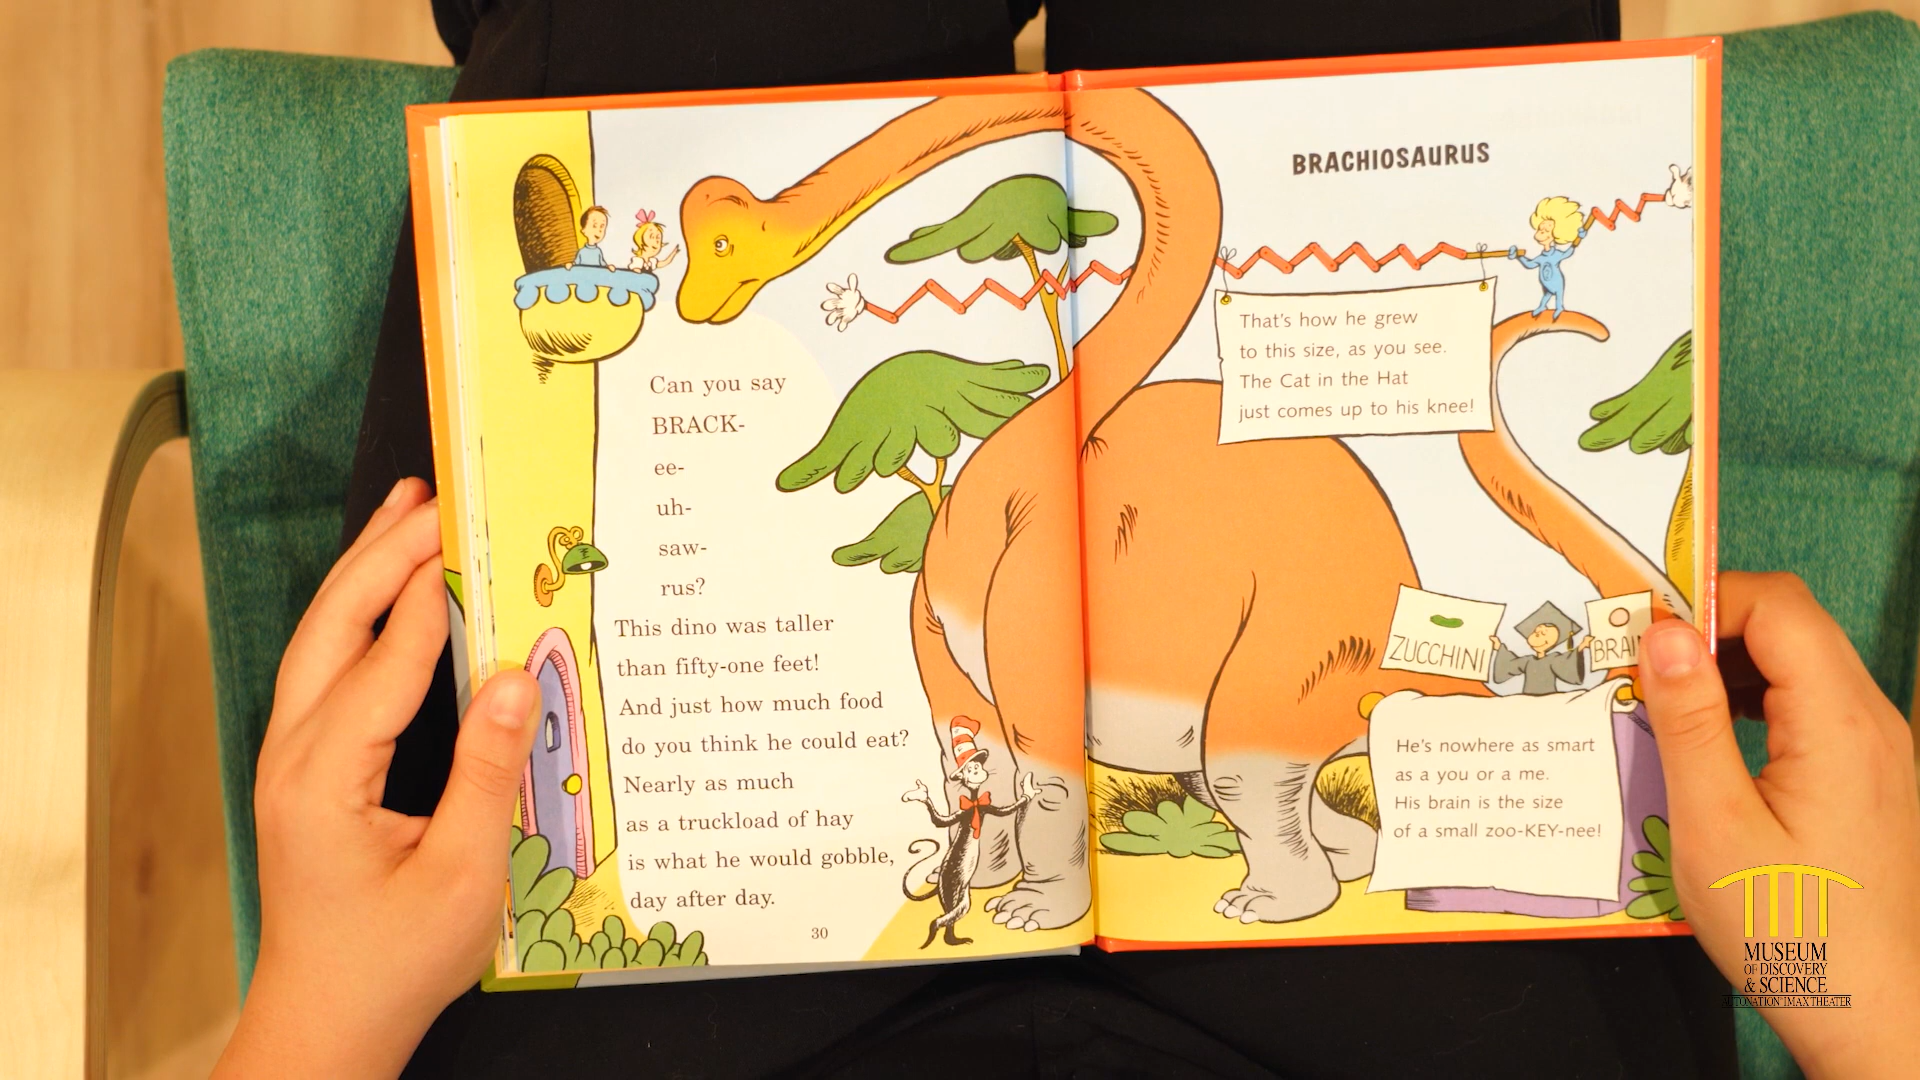 Can you say
BRACK-
ee-
uh-
saw-
rus?
This dino was taller
than fifty-one feet!
And just how much food
do you think he could eat?
Nearly as much
as a truckload of hay
is what he would gobble,
day after day.
30
BRACHIOSAURUS
That's how he grew
to this size, as you see.
The Cat in the Hat
just comes up to his knee!
ZUCCHINI
BRAI
He's nowhere as smart
as a you or a me.
His brain is the size
of a small zoo-KEY-nee!
MUSEUM
OF DISCOVERY
& SCIENCE
AUTONATION® IMAX THEATER